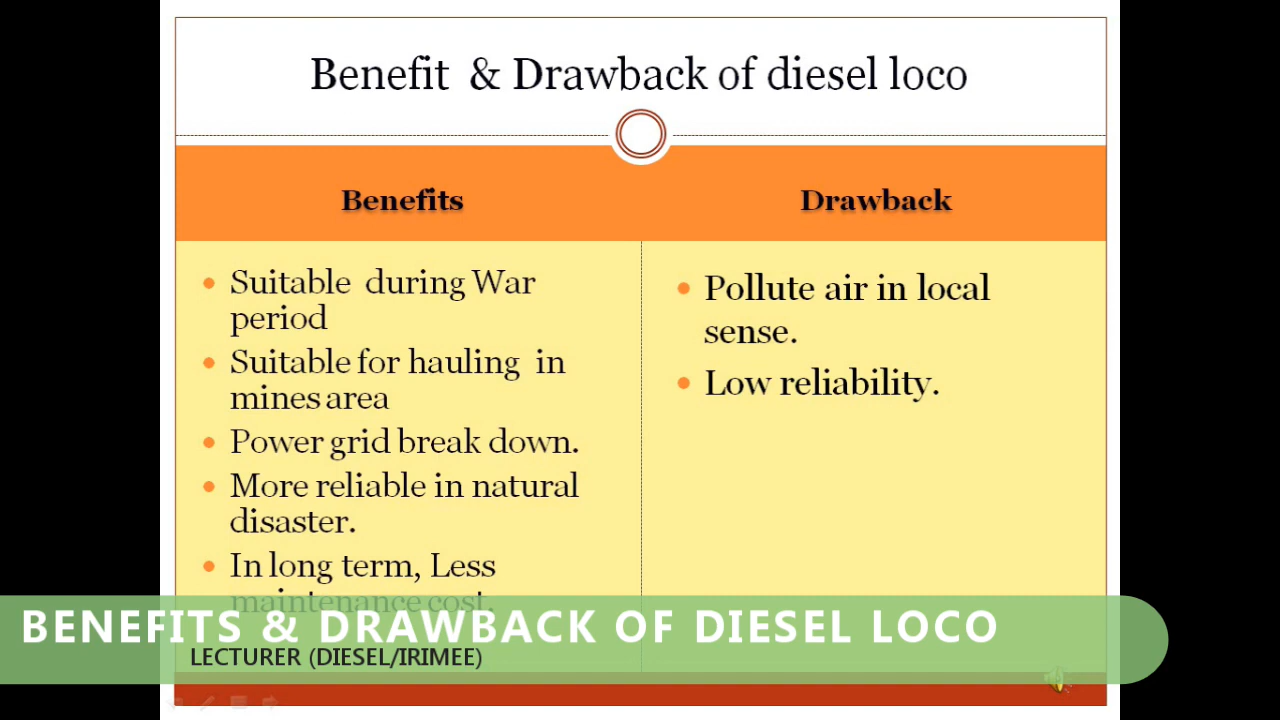 Benefit & Drawback of diesel loco
Benefits
Drawback
Suitable during War
period
Suitable for hauling in
mines area
Power grid break down.
More reliable in natural
disaster.
In long term, Less
maintenance cost.
Pollute air in local
sense.
Low reliability.
BENEFITS & DRAWBACK OF DIESEL LOCO
LECTURER (DIESEL/IRIMEE)